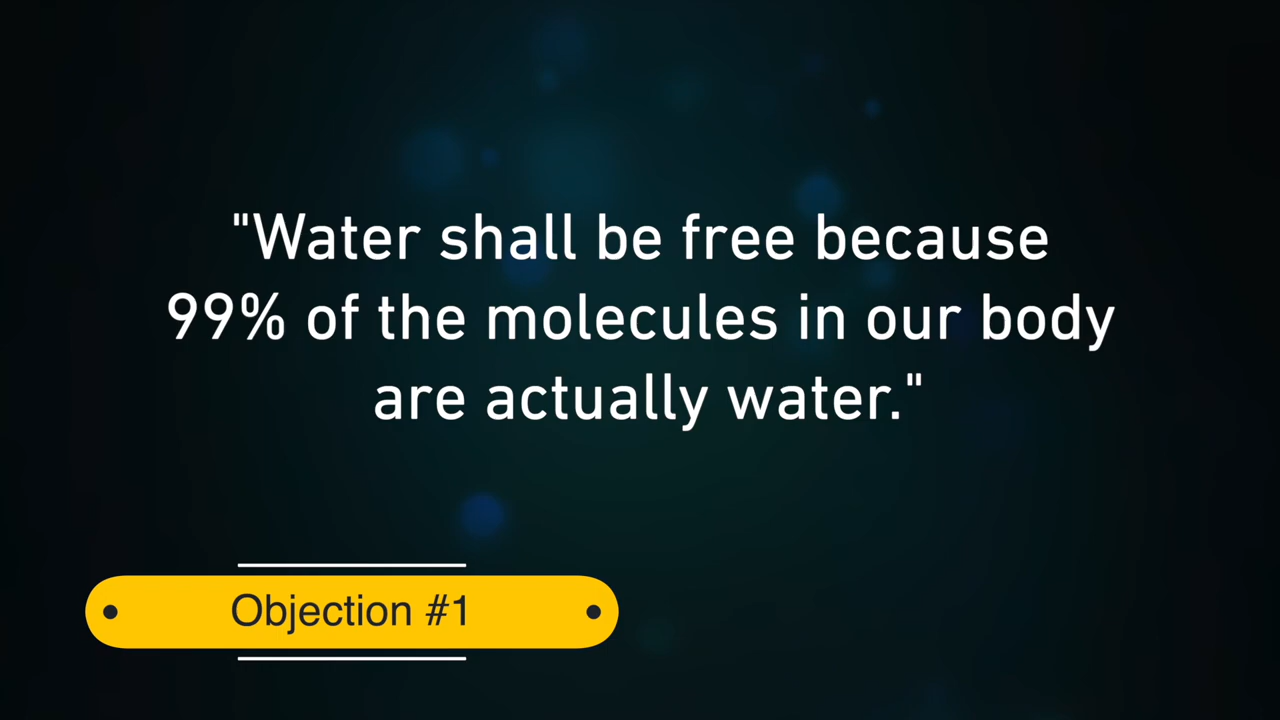 "Water shall be free because
99% of the molecules in our body
are actually water."
Objection #1